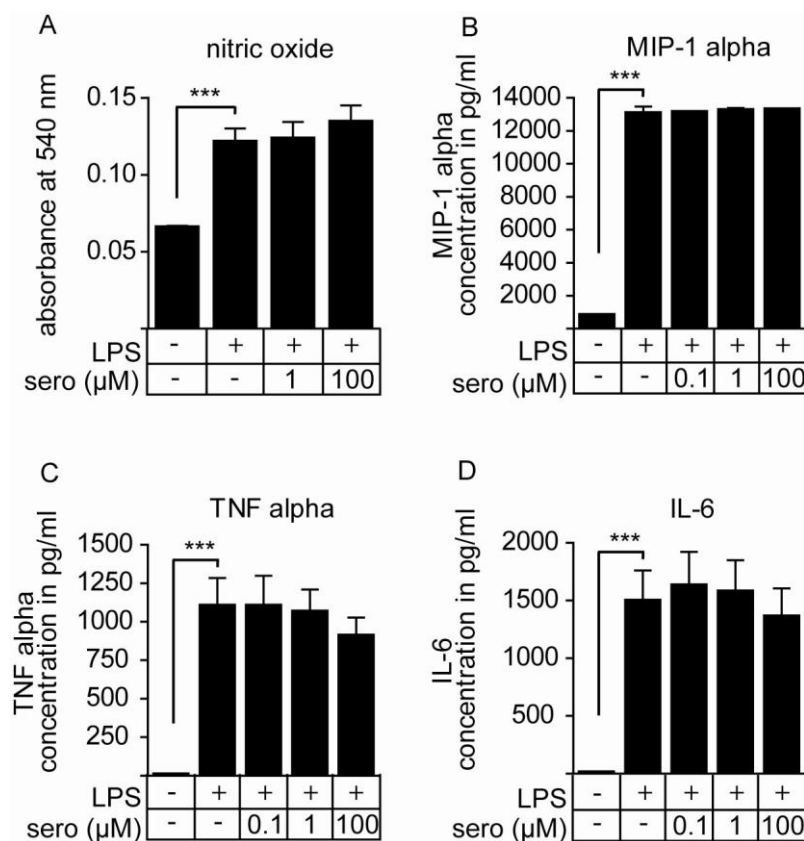 A
nitric oxide
absorbance at 540 nm
0.15
0.10
0.05
***
LPS - + + +
sero (µM) - - 1 100
B
MIP-1 alpha
MIP-1 alpha
concentration in pg/ml
14000
12000
10000
8000
6000
4000
2000
***
LPS - + + + +
sero (µM) - - 0.1 1 100
C
TNF alpha
TNF alpha
concentration in pg/ml
1500
1250
1000
750
500
250
***
LPS - + + + +
sero (µM) - - 0.1 1 100
D
IL-6
IL-6
concentration in pg/ml
2000
1500
1000
500
***
LPS - + + + +
sero (µM) - - 0.1 1 100